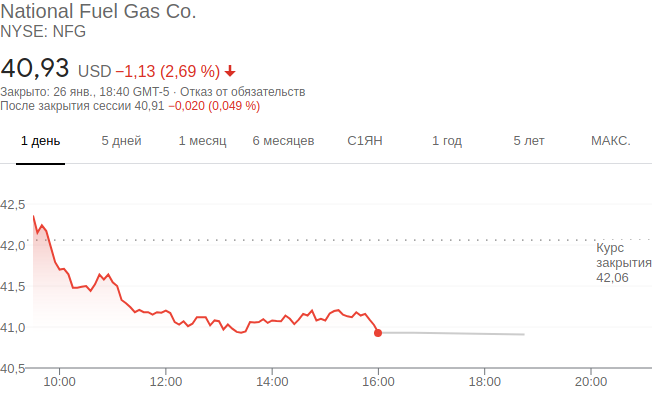 National Fuel Gas Co.
NYSE: NFG
40,93 USD −1,13 (2,69 %)
Закрыто: 26 янв., 18:40 GMT-5 · Отказ от обязательств
После закрытия сессии 40,91 −0,020 (0,049 %)
1 день 5 дней 1 месяц 6 месяцев С1ЯН 1 год 5 лет МАКС.
42,5
42,0
Курс
закрытия
42,06
41,5
41,0
40,5
10:00 12:00 14:00 16:00 18:00 20:00